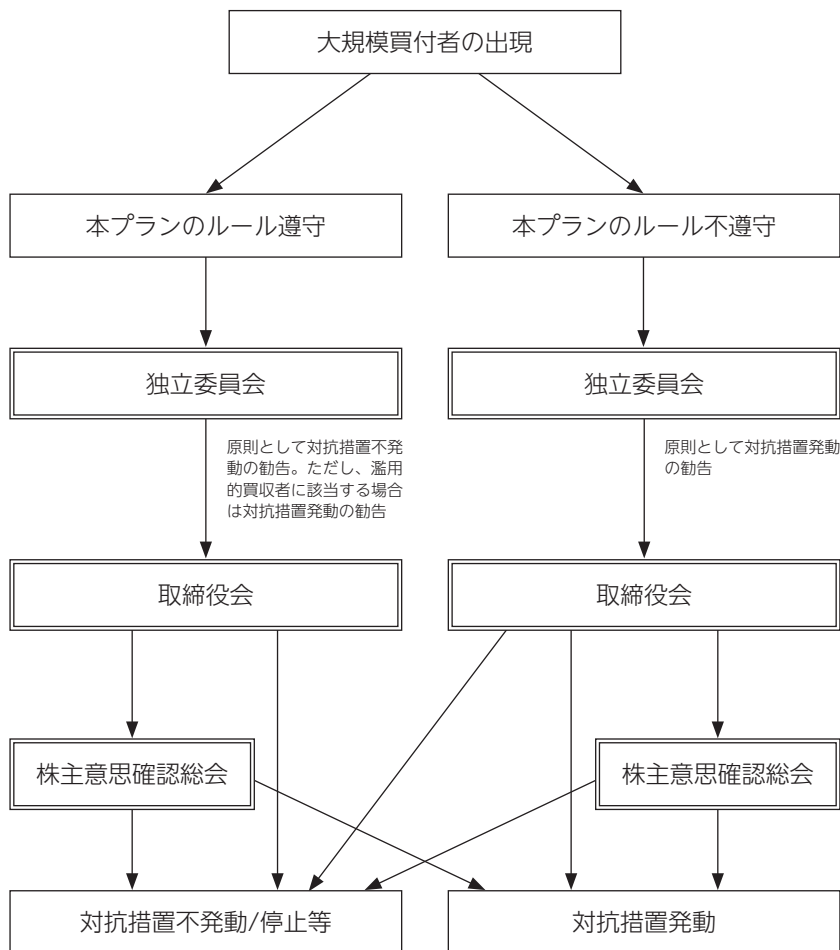 大規模買付者の出現
本プランのルール遵守
本プランのルール不遵守
独立委員会
独立委員会
原則として対抗措置不発
動の勧告。ただし、濫用
的買収者に該当する場合
は対抗措置発動の勧告
原則として対抗措置発動
の勧告
取締役会
取締役会
株主意思確認総会
株主意思確認総会
対抗措置不発動/停止等
対抗措置発動